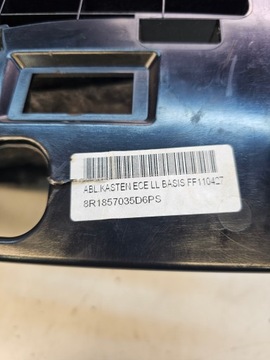 ABL.KASTEN ECE LL BASIS FF110427
8R1857035D6PS